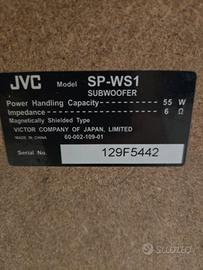 JVC Model SP-WS1
SUBWOOFER
Power Handling Capacity 55 W
Impedance 6 Ω
Magnetically Shielded Type
VICTOR COMPANY OF JAPAN, LIMITED
MADE IN CHINA 60-002-109-01
Serial No. 129F5442
subito